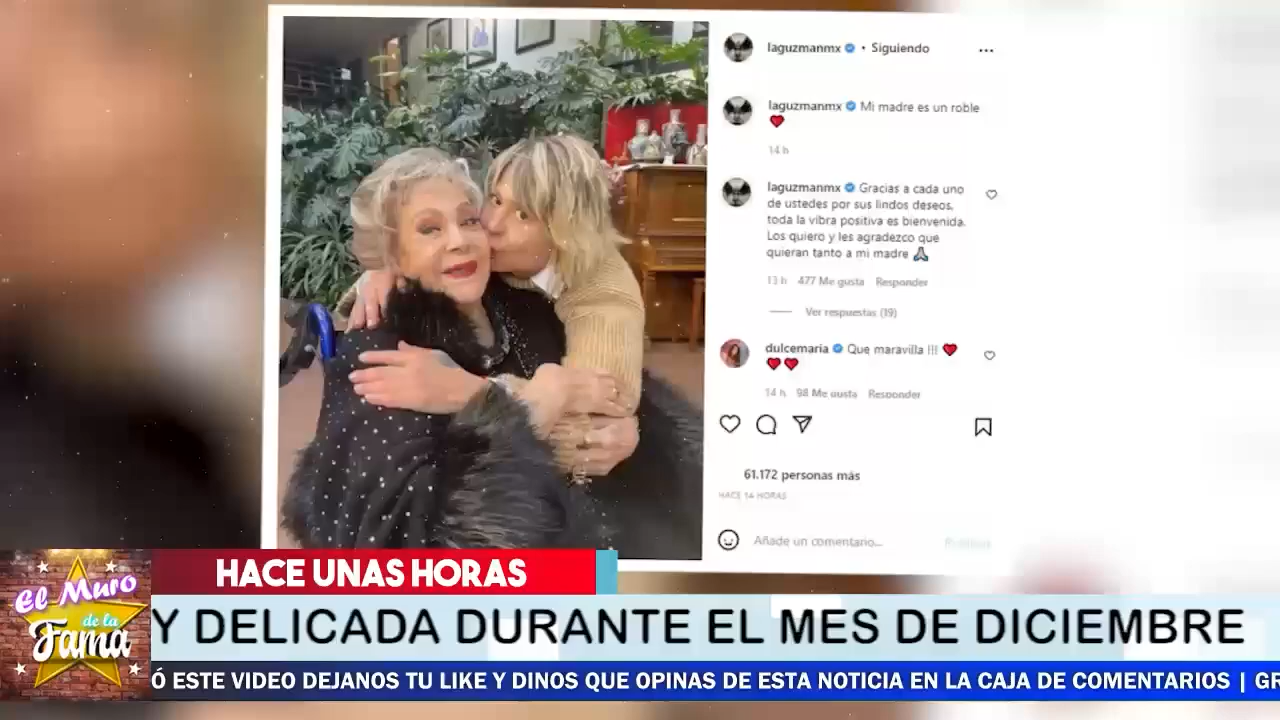 laguzmanmx • Siguiendo
laguzmanmx Mi madre es un roble
❤️
14 h
laguzmanmx Gracias a cada uno
de ustedes por sus lindos deseos,
toda la vibra positiva es bienvenida.
Los quiero y les agradezco que
quieran tanto a mi madre 🙏
13 h 477 Me gusta Responder
Ver respuestas (19)
dulcemaria Que maravilla !!! ❤️
❤️❤️
14 h 98 Me gusta Responder
61.172 personas más
HACE 14 HORAS
Añade un comentario...
Publicar
El Muro
de la
Fama
HACE UNAS HORAS
Y DELICADA DURANTE EL MES DE DICIEMBRE
Ó ESTE VIDEO DEJANOS TU LIKE Y DINOS QUE OPINAS DE ESTA NOTICIA EN LA CAJA DE COMENTARIOS | GR